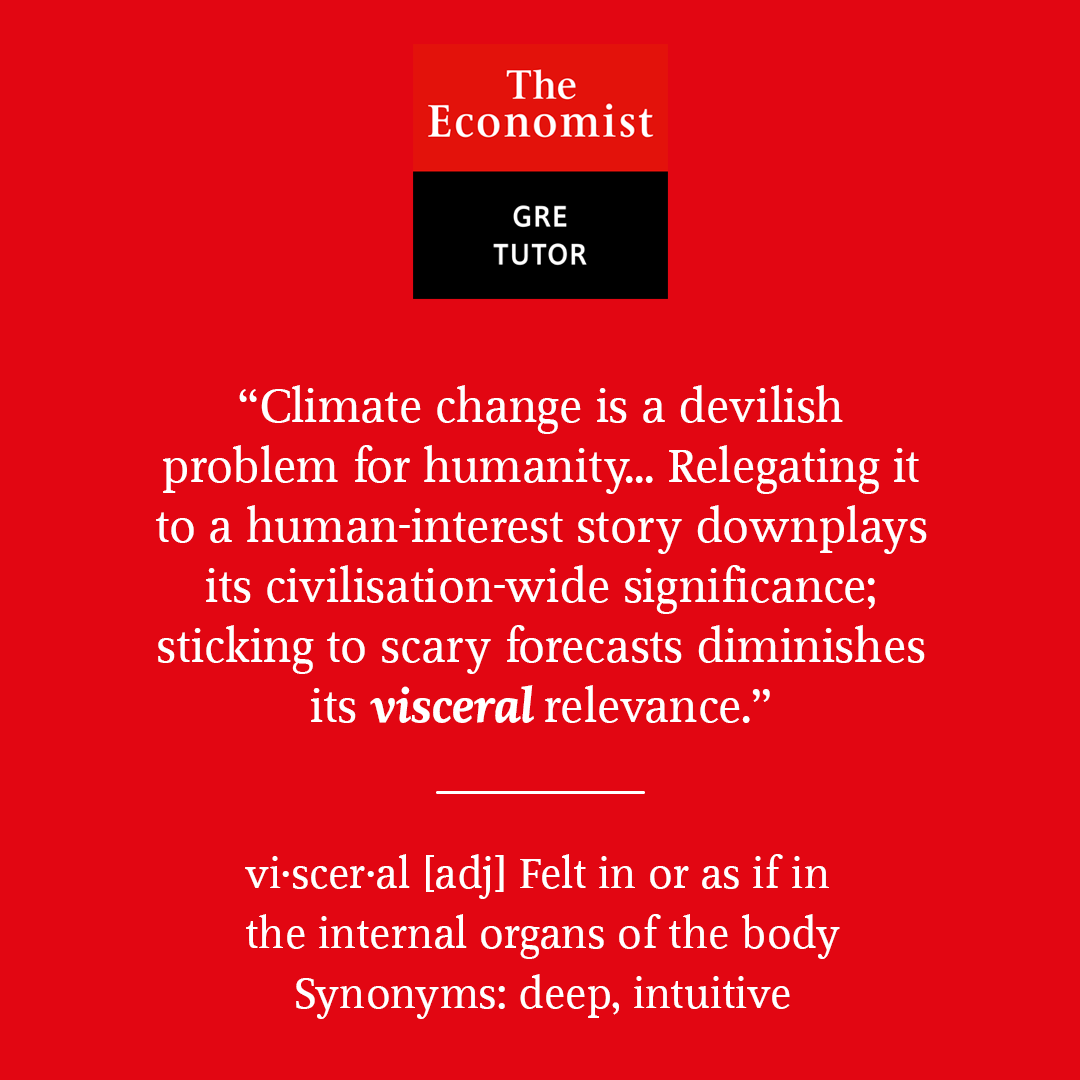 The
Economist
GRE
TUTOR
“Climate change is a devilish
problem for humanity... Relegating it
to a human-interest story downplays
its civilisation-wide significance;
sticking to scary forecasts diminishes
its visceral relevance.”
vi·scer·al [adj] Felt in or as if in
the internal organs of the body
Synonyms: deep, intuitive